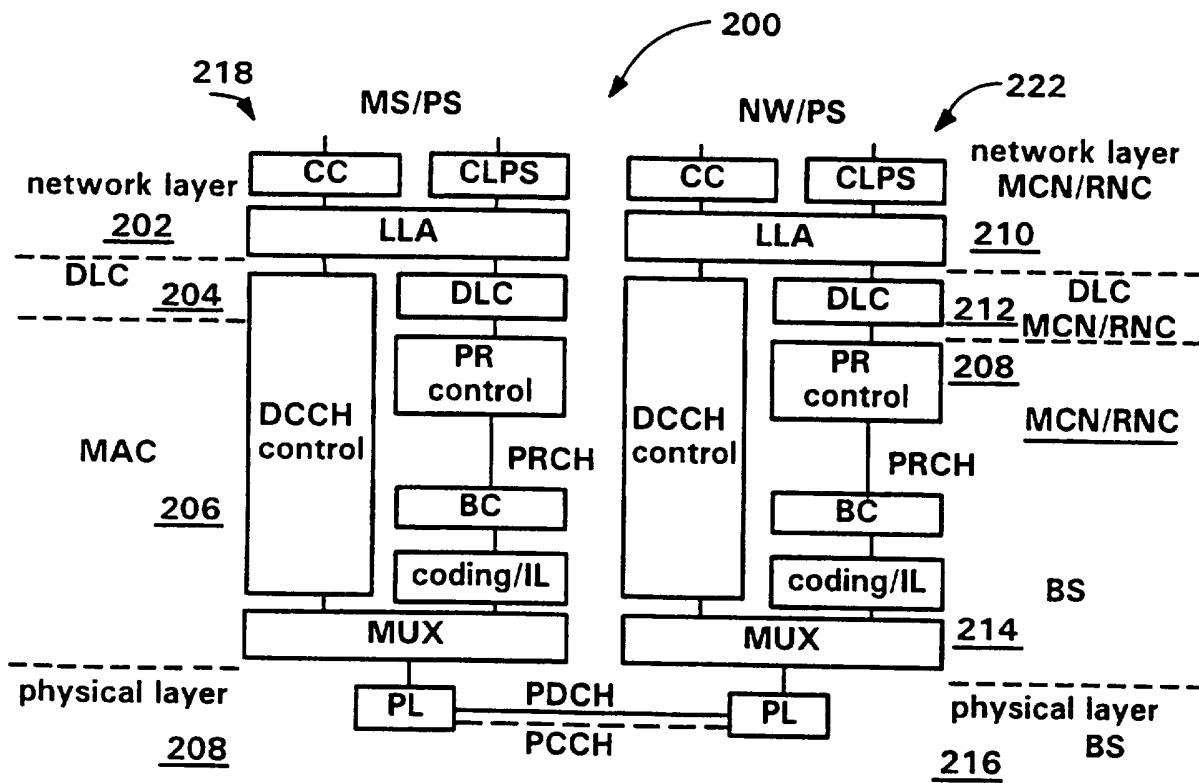 200
218
MS/PS
NW/PS
222
network layer
MCN/RNC
CC
CLPS
CC
CLPS
network layer
202
LLA
LLA
210
DLC
204
DLC
DLC
212
DLC
MCN/RNC
PR
control
PR
control
208
DCCH
control
DCCH
control
MCN/RNC
MAC
PRCH
PRCH
206
BC
BC
coding/IL
coding/IL
BS
MUX
MUX
214
physical layer
PL
PDCH
PCCH
PL
physical layer
BS
208
216